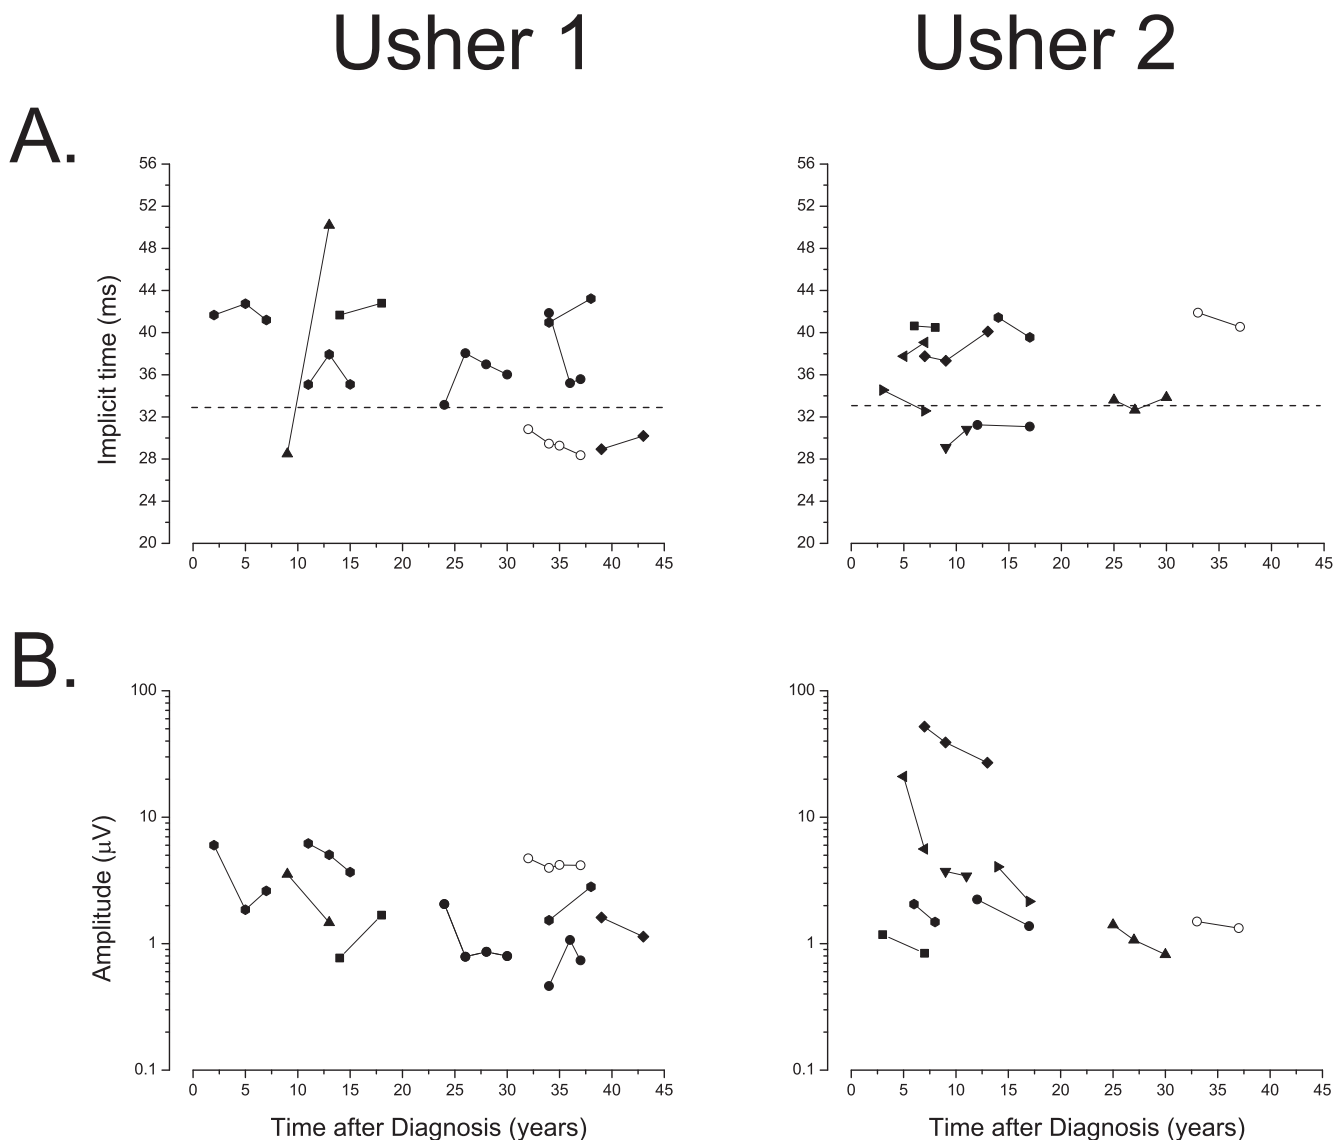 Usher 1 Usher 2
A.
56 56
52 52
48 48
44 44
40 40
36 36
32 32
28 28
24 24
20 20
Implicit time (ms)
0 5 10 15 20 25 30 35 40 45 0 5 10 15 20 25 30 35 40 45
B.
100 100
10 10
1 1
0.1 0.1
Amplitude (μV)
0 5 10 15 20 25 30 35 40 45 0 5 10 15 20 25 30 35 40 45
Time after Diagnosis (years) Time after Diagnosis (years)